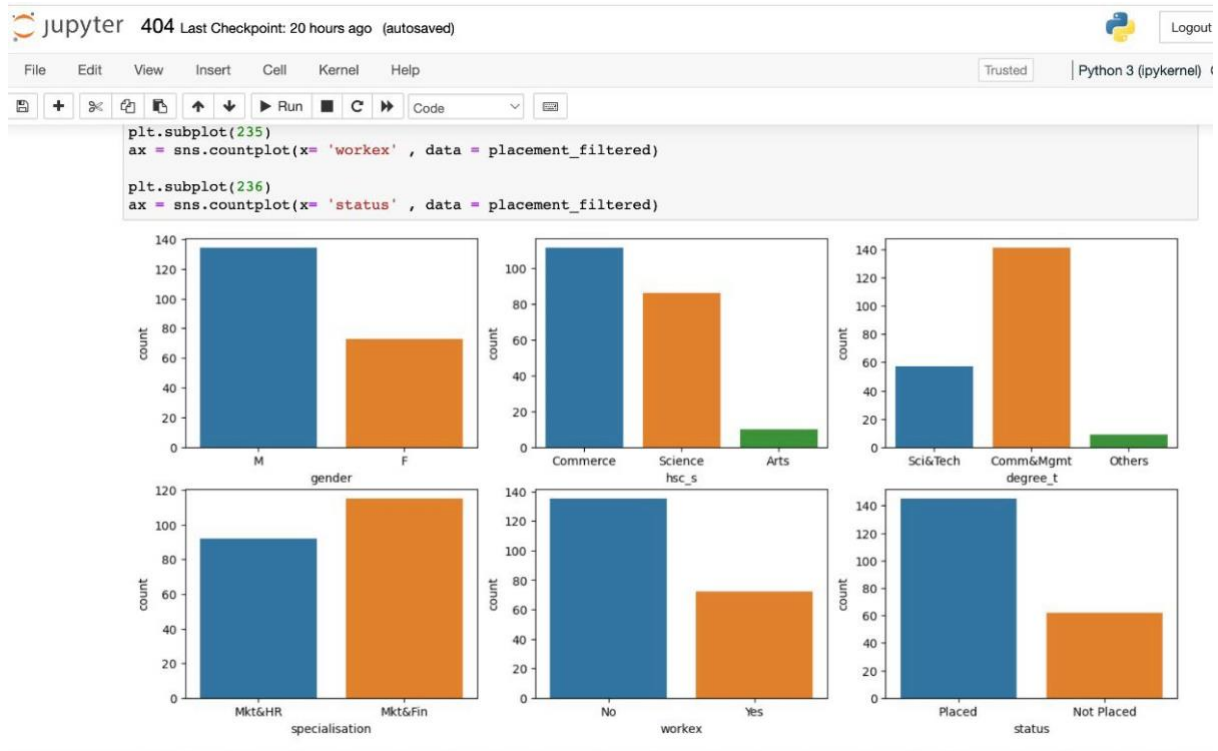 jupyter 404 Last Checkpoint: 20 hours ago (autosaved)
Logout
File Edit View Insert Cell Kernel Help
Trusted Python 3 (ipykernel)
Run Code
plt.subplot(235)
ax = sns.countplot(x= 'workex' , data = placement_filtered)
plt.subplot(236)
ax = sns.countplot(x= 'status' , data = placement_filtered)
140
120
100
80
60
40
20
0
count
M F
gender
100
80
60
40
20
0
count
Commerce Science Arts
hsc_s
140
120
100
80
60
40
20
0
count
Sci&Tech Comm&Mgmt Others
degree_t
120
100
80
60
40
20
0
count
Mkt&HR Mkt&Fin
specialisation
140
120
100
80
60
40
20
0
count
No Yes
workex
140
120
100
80
60
40
20
0
count
Placed Not Placed
status